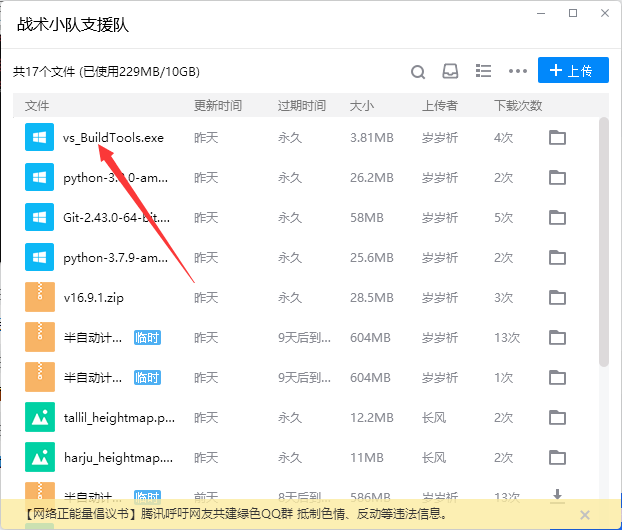 战术小队支援队
共17个文件 (已使用229MB/10GB) 上传
文件 更新时间 过期时间 大小 上传者 下载次数
vs_BuildTools.exe 昨天 永久 3.81MB 岁岁祈 4次
昨天 永久 26.2MB 岁岁祈 2次
Git-2.43.0-64-bit.... 昨天 永久 58MB 岁岁祈 5次
python-3.7.9-am... 昨天 永久 25.6MB 岁岁祈 2次
v16.9.1.zip 昨天 永久 28.5MB 岁岁祈 3次
半自动计... 临时 昨天 9天后到... 604MB 岁岁祈 13次
半自动计... 临时 昨天 9天后到... 604MB 岁岁祈 1次
tallil_heightmap.p... 昨天 永久 12.2MB 长风 2次
harju_heightmap.... 昨天 永久 11MB 长风 2次
半自动计... 临时 前天 8天后到... 586MB 岁岁祈 13次
【网络正能量倡议书】腾讯呼吁网友共建绿色QQ群 抵制色情、反动等违法信息。